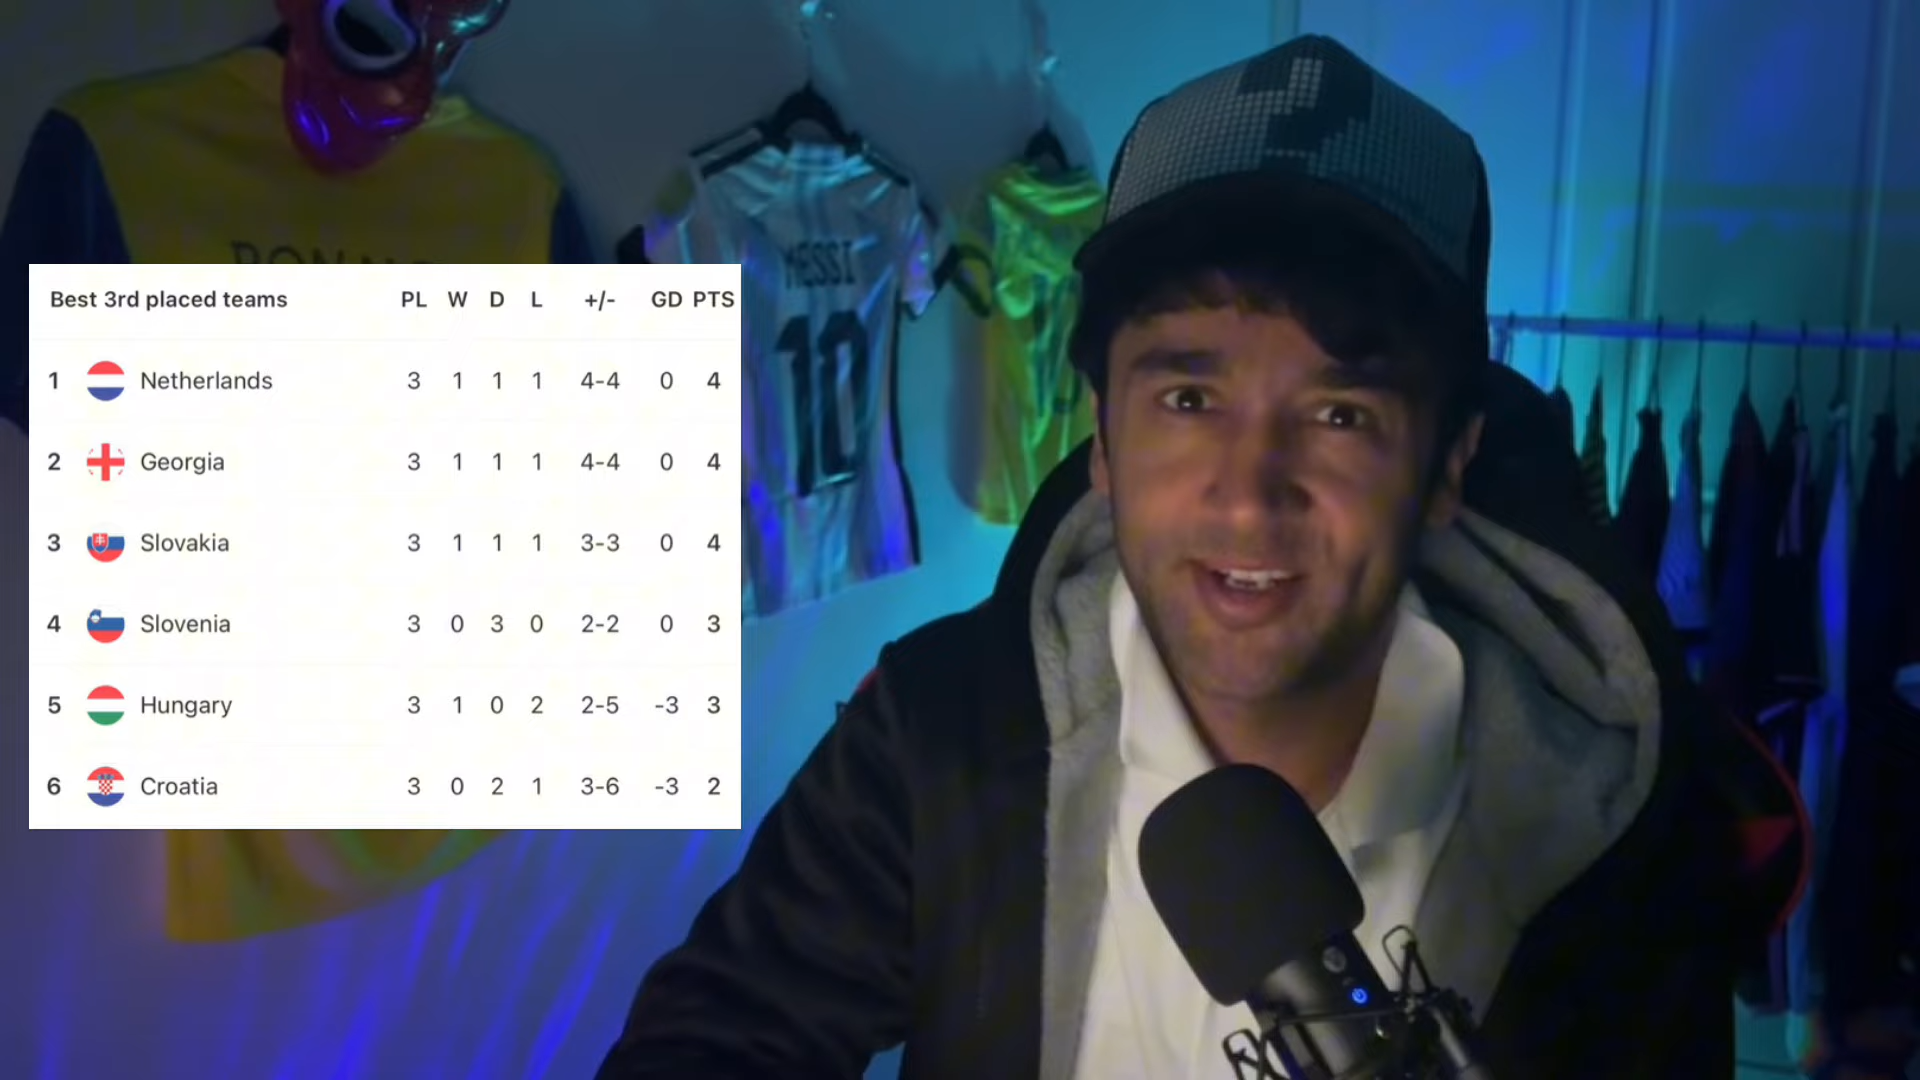 Best 3rd placed teams PL W D L +/- GD PTS
1 Netherlands 3 1 1 1 4-4 0 4
2 Georgia 3 1 1 1 4-4 0 4
3 Slovakia 3 1 1 1 3-3 0 4
4 Slovenia 3 0 3 0 2-2 0 3
5 Hungary 3 1 0 2 2-5 -3 3
6 Croatia 3 0 2 1 3-6 -3 2
MESSI
10